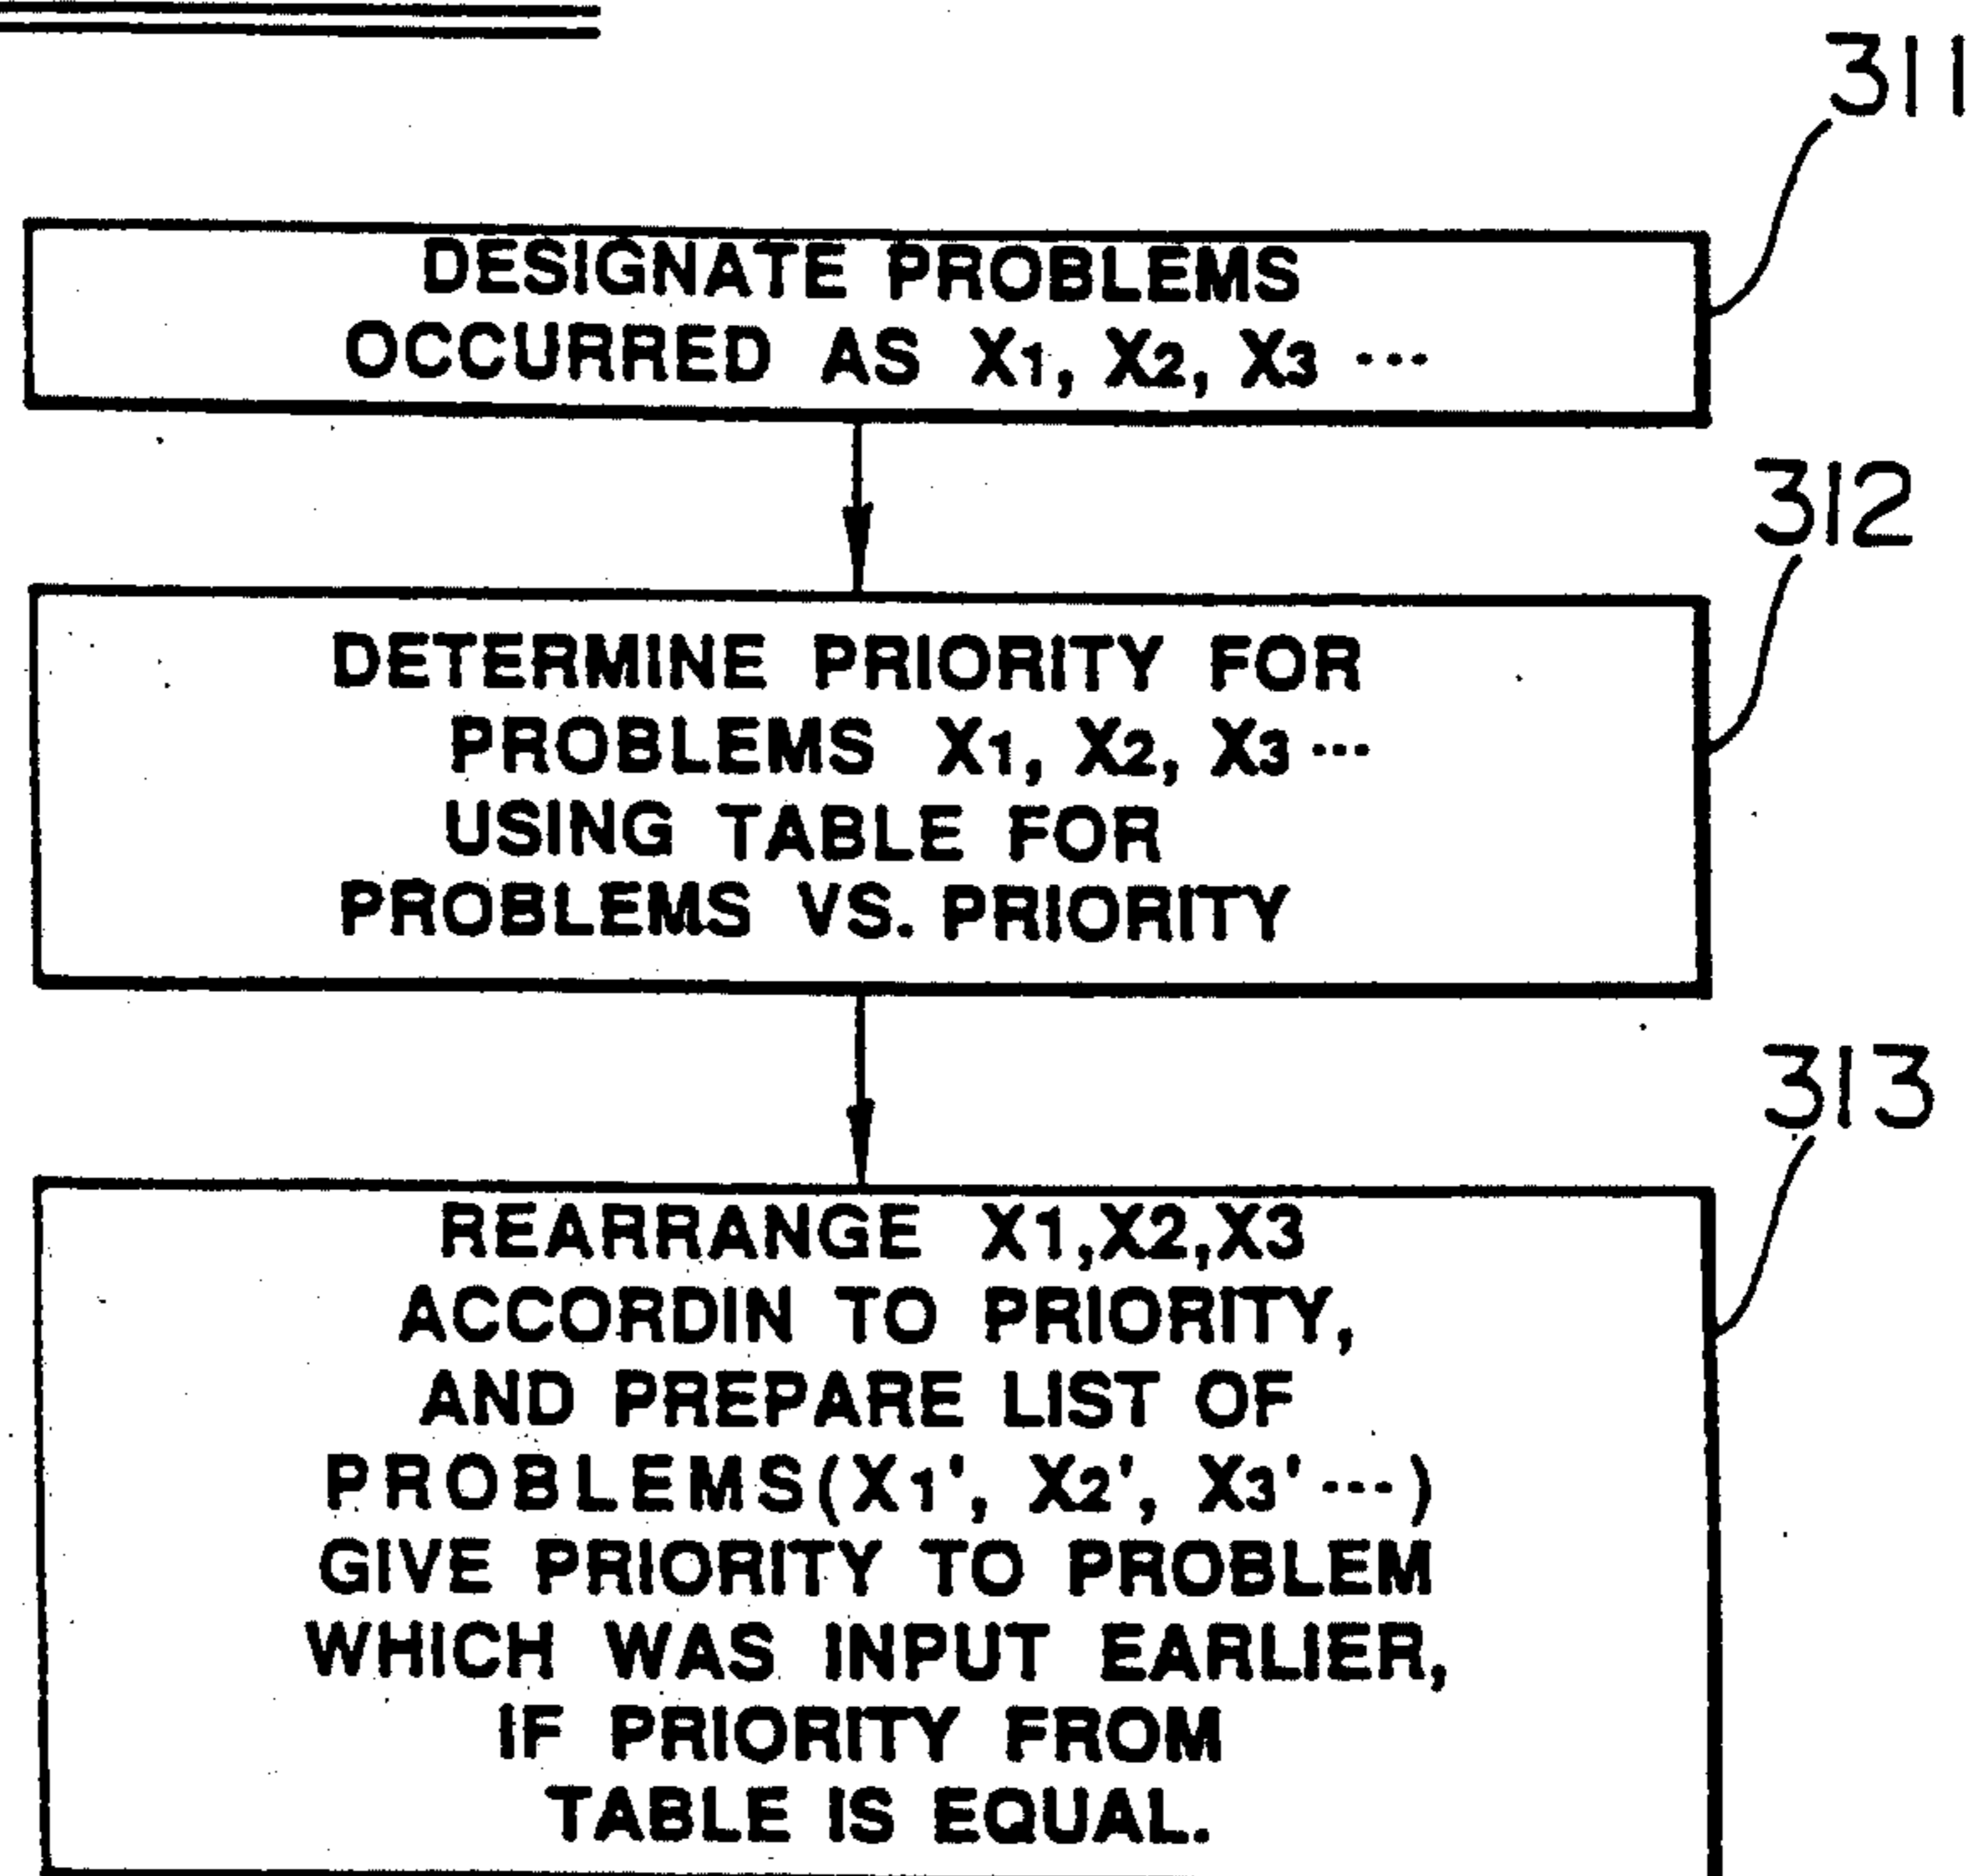 311
DESIGNATE PROBLEMS
OCCURRED AS X1, X2, X3 ...
312
DETERMINE PRIORITY FOR
PROBLEMS X1, X2, X3 ...
USING TABLE FOR
PROBLEMS VS. PRIORITY
313
REARRANGE X1,X2,X3
ACCORDIN TO PRIORITY,
AND PREPARE LIST OF
PROBLEMS(X1', X2', X3' ...)
GIVE PRIORITY TO PROBLEM
WHICH WAS INPUT EARLIER,
IF PRIORITY FROM
TABLE IS EQUAL.